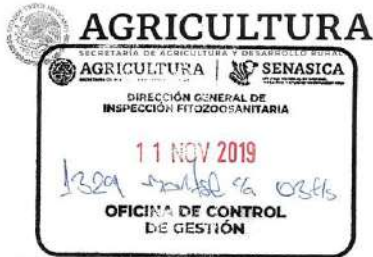 AGRICULTURA
SECRETARÍA DE AGRICULTURA Y DESARROLLO RURAL
AGRICULTURA | SENASICA
DIRECCIÓN GENERAL DE
INSPECCIÓN FITOZOOSANITARIA
11 NOV 2019
1329
OFICINA DE CONTROL
DE GESTIÓN